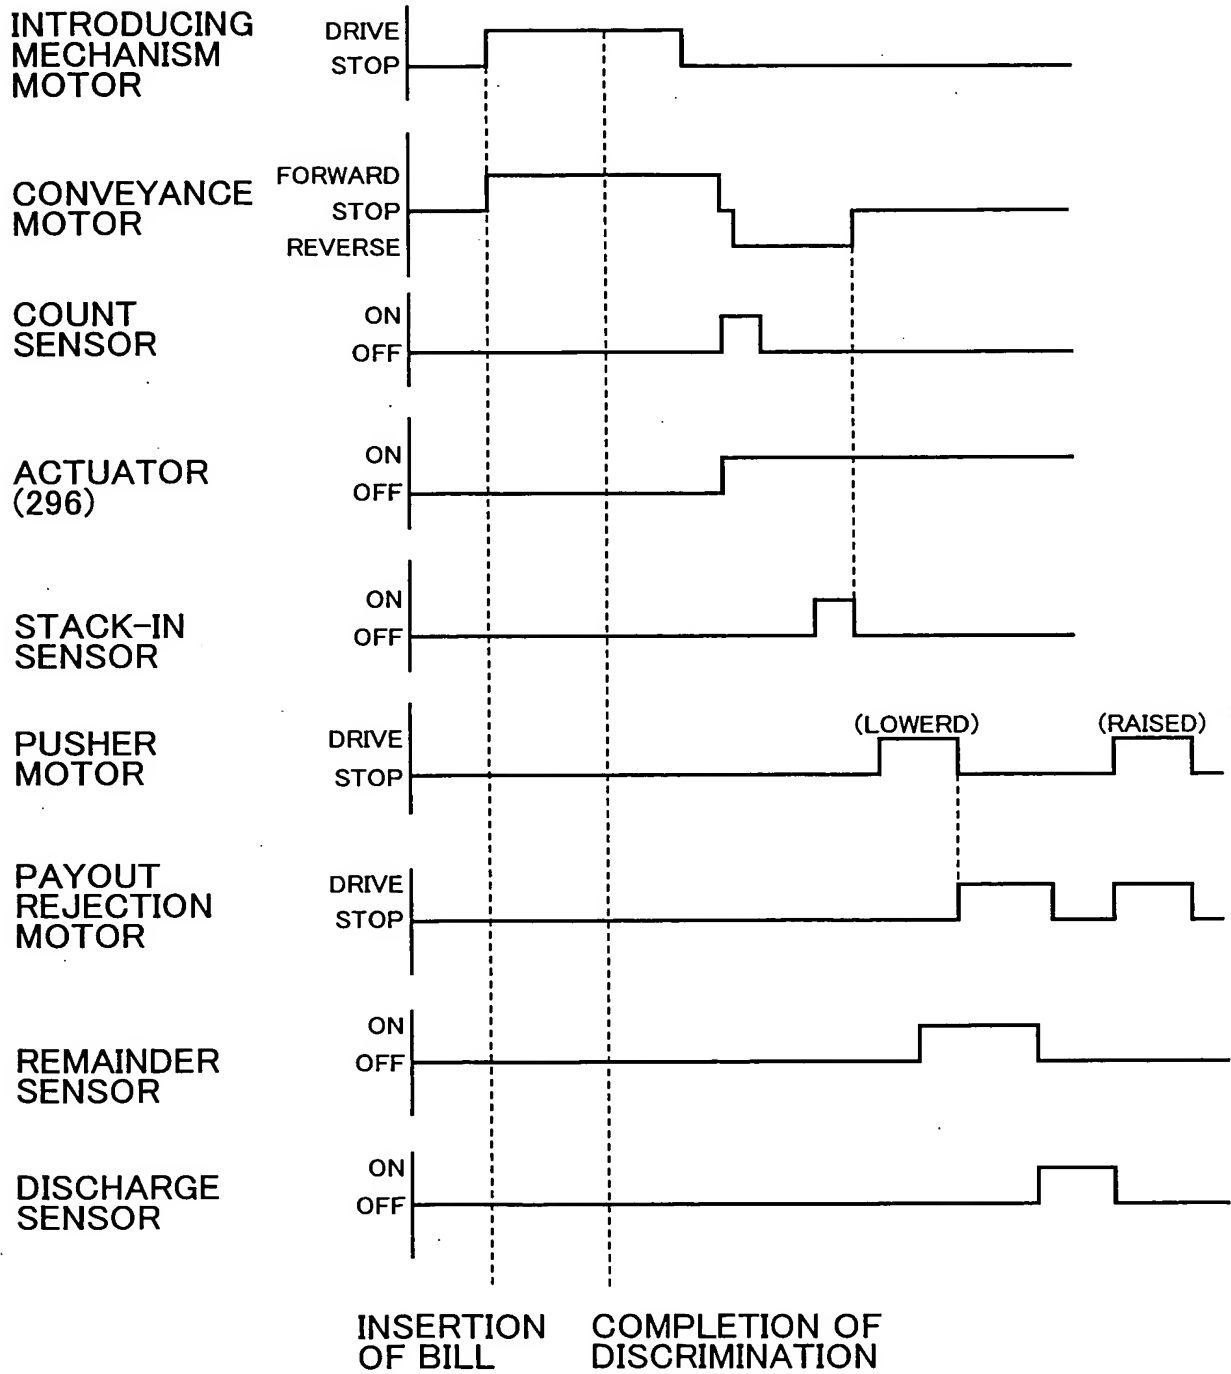 INTRODUCING
MECHANISM
MOTOR
DRIVE
STOP
CONVEYANCE
MOTOR
FORWARD
STOP
REVERSE
COUNT
SENSOR
ON
OFF
ACTUATOR
(296)
ON
OFF
STACK-IN
SENSOR
ON
OFF
PUSHER
MOTOR
DRIVE
STOP
(LOWERD)
(RAISED)
PAYOUT
REJECTION
MOTOR
DRIVE
STOP
REMAINDER
SENSOR
ON
OFF
DISCHARGE
SENSOR
ON
OFF
INSERTION
OF BILL
COMPLETION OF
DISCRIMINATION